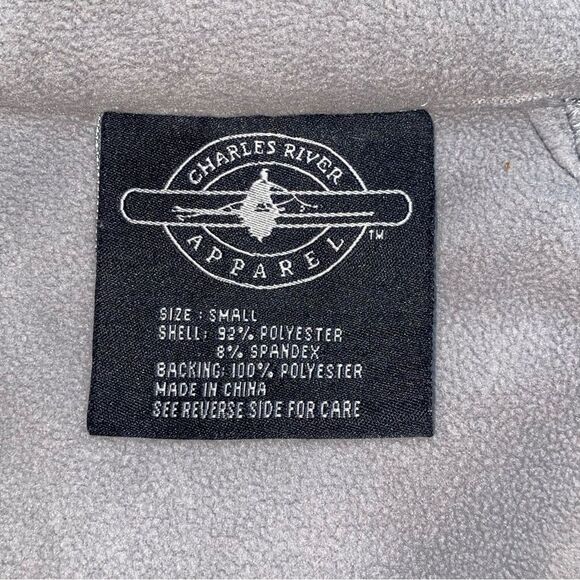 CHARLES RIVER
APPAREL
TM
SIZE : SMALL
SHELL: 92% POLYESTER
8% SPANDEX
BACKING: 100% POLYESTER
MADE IN CHINA
SEE REVERSE SIDE FOR CARE